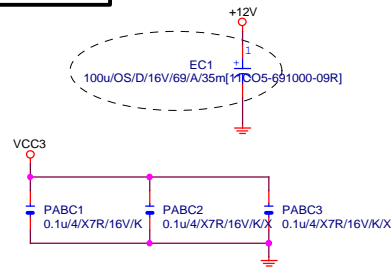 +12V
1
+
EC1
100u/OS/D/16V/69/A/35m[11CO5-691000-09R]
VCC3
PABC1
0.1u/4/X7R/16V/K
PABC2
0.1u/4/X7R/16V/K/X
PABC3
0.1u/4/X7R/16V/K/X